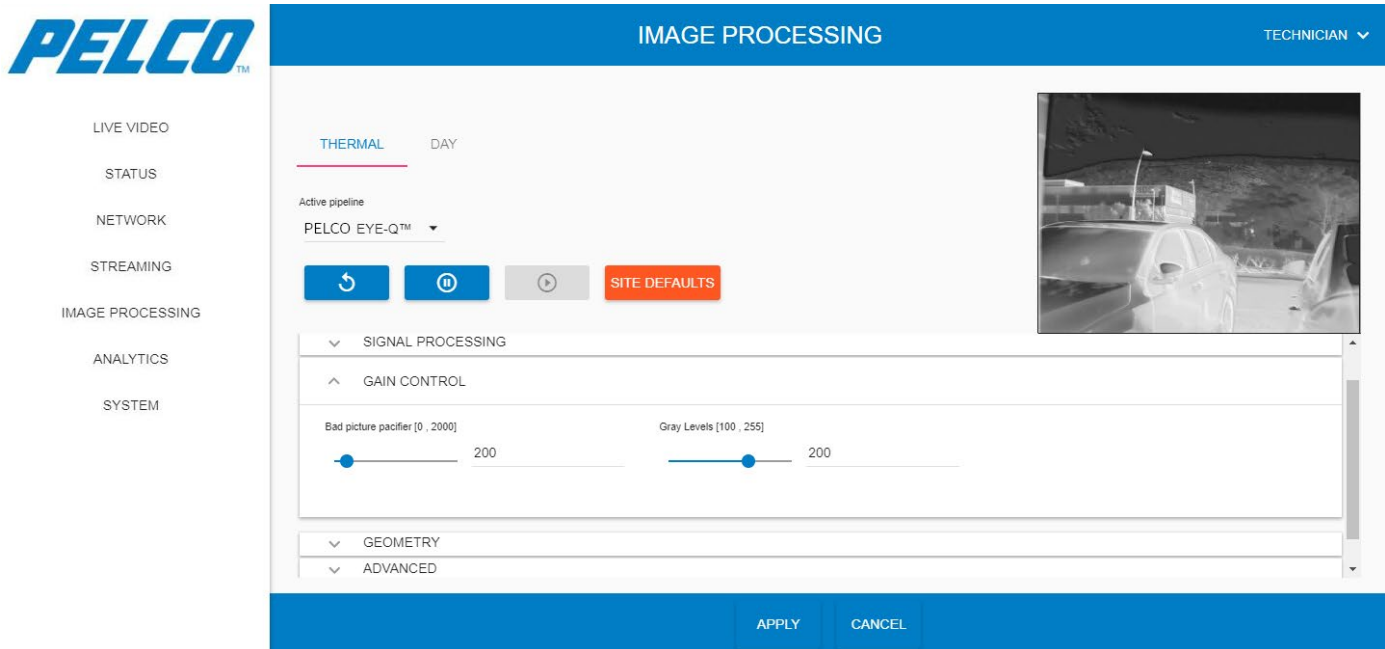 PELCO™
IMAGE PROCESSING
TECHNICIAN
LIVE VIDEO
STATUS
NETWORK
STREAMING
IMAGE PROCESSING
ANALYTICS
SYSTEM
THERMAL DAY
Active pipeline
PELCO EYE-Q™
SITE DEFAULTS
SIGNAL PROCESSING
GAIN CONTROL
Bad picture pacifier [0 , 2000] Gray Levels [100 , 255]
200 200
GEOMETRY
ADVANCED
APPLY CANCEL